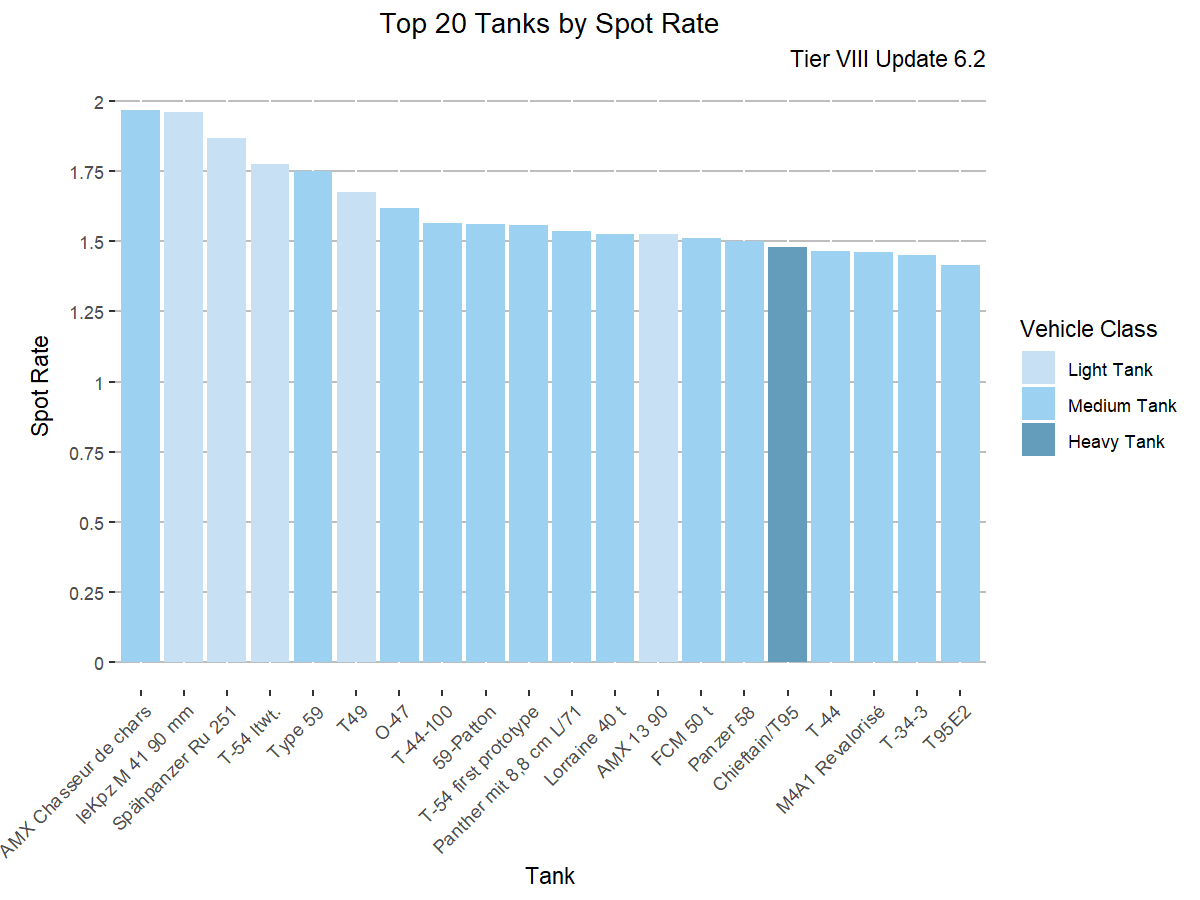 Top 20 Tanks by Spot Rate
Tier VIII Update 6.2
2
1.75
1.5
1.25
1
0.75
0.5
0.25
0
Spot Rate
AMX Chasseur de chars
leKpz M 41 90 mm
Spähpanzer Ru 251
T-54 ltwt.
Type 59
T49
O-47
T-44-100
59-Patton
T-54 first prototype
Panther mit 8,8 cm L/71
Lorraine 40 t
AMX 13 90
FCM 50 t
Panzer 58
Chieftain/T95
T-44
M4A1 Revalorisé
T-34-3
T95E2
Tank
Vehicle Class
Light Tank
Medium Tank
Heavy Tank